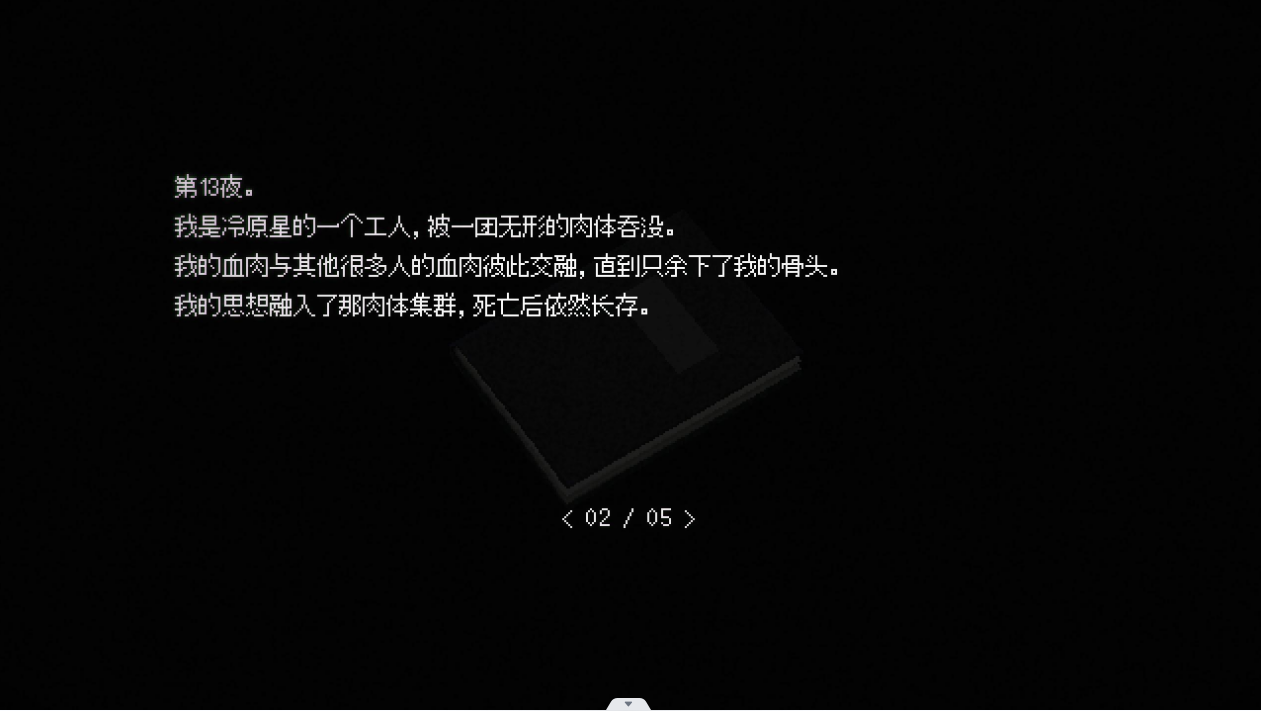 第13夜。
我是冷原星的一个工人，被一团无形的肉体吞没。
我的血肉与其他很多人的血肉彼此交融，直到只余下了我的骨头。
我的思想融入了那肉体集群，死亡后依然长存。
< 02 / 05 >